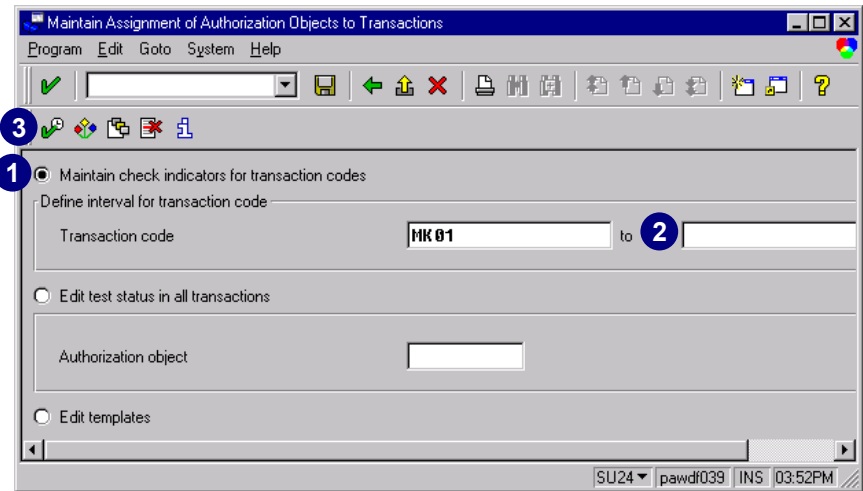 Maintain Assignment of Authorization Objects to Transactions
Program Edit Goto System Help
3
1 Maintain check indicators for transaction codes
Define interval for transaction code
Transaction code MK01 to 2
Edit test status in all transactions
Authorization object
Edit templates
SU24 pawdf039 INS 03:52PM